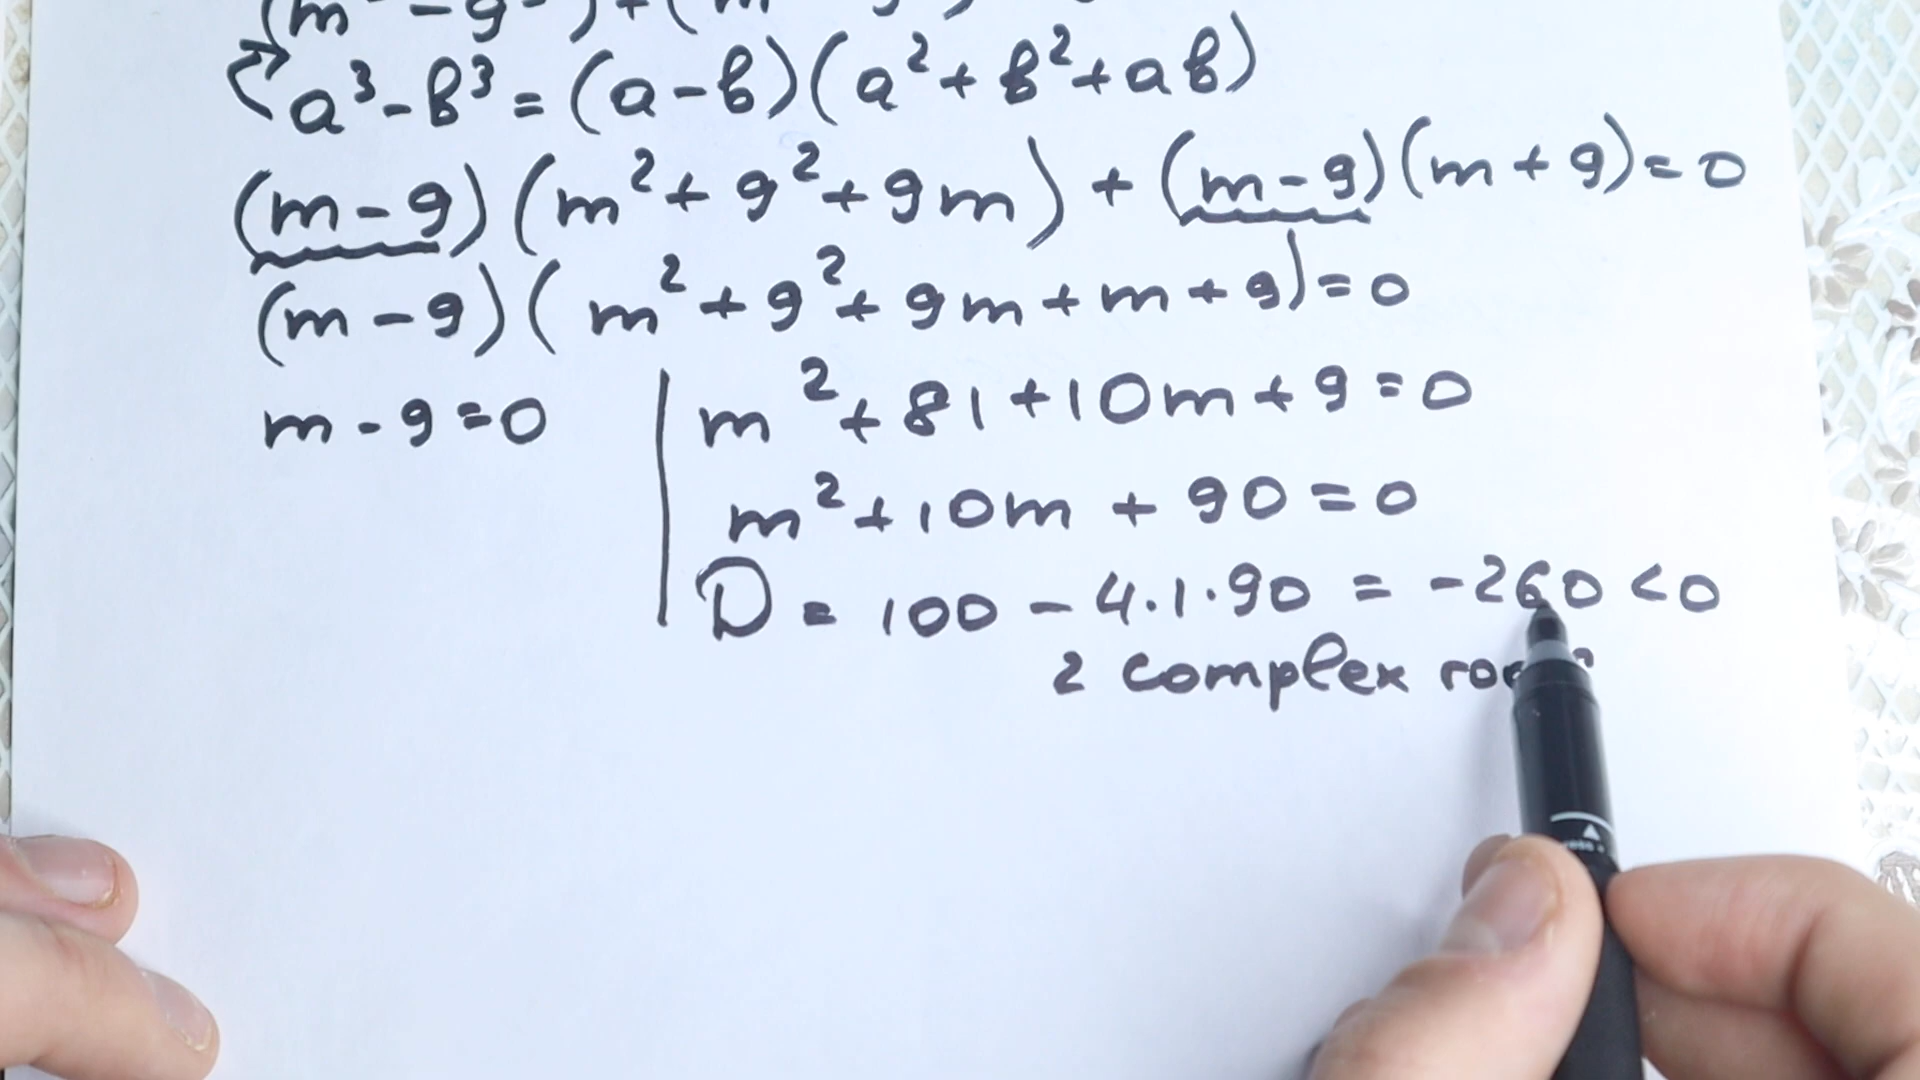 a³-b³=(a-b)(a²+b²+ab)
(m-9)(m²+9²+9m)+(m-9)(m+9)=0
(m-9)(m²+9²+9m+m+9)=0
m-9=0
m²+81+10m+9=0
m²+10m+90=0
D=100-4·1·90=-260<0
2 complex